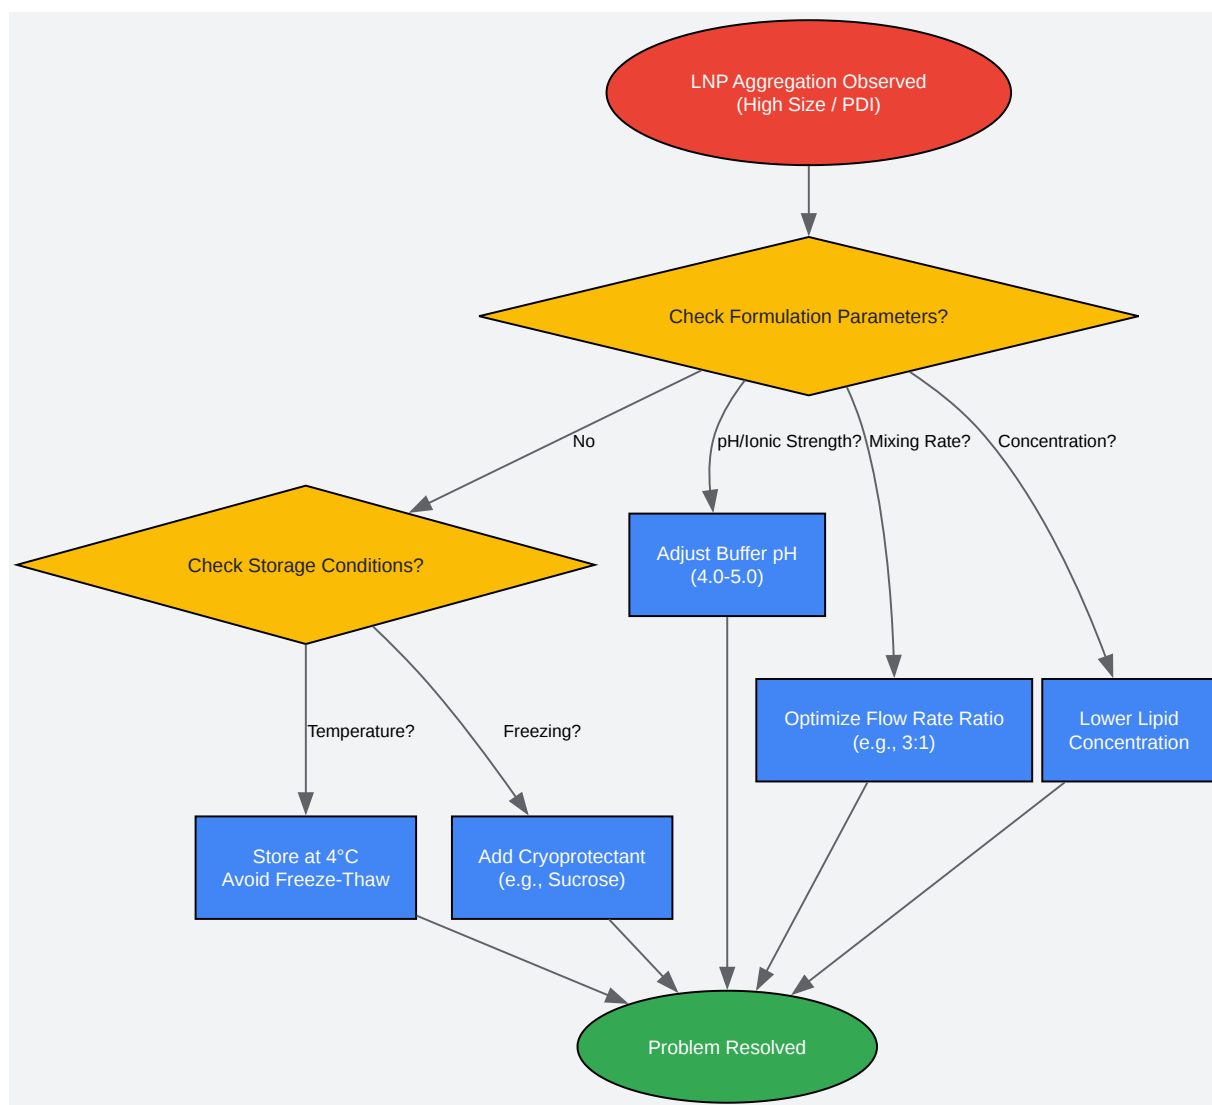 LNP Aggregation Observed
(High Size / PDI)
Check Formulation Parameters?
No
pH/Ionic Strength?
Mixing Rate?
Concentration?
Check Storage Conditions?
Adjust Buffer pH
(4.0-5.0)
Optimize Flow Rate Ratio
(e.g., 3:1)
Lower Lipid
Concentration
Temperature?
Freezing?
Store at 4°C
Avoid Freeze-Thaw
Add Cryoprotectant
(e.g., Sucrose)
Problem Resolved